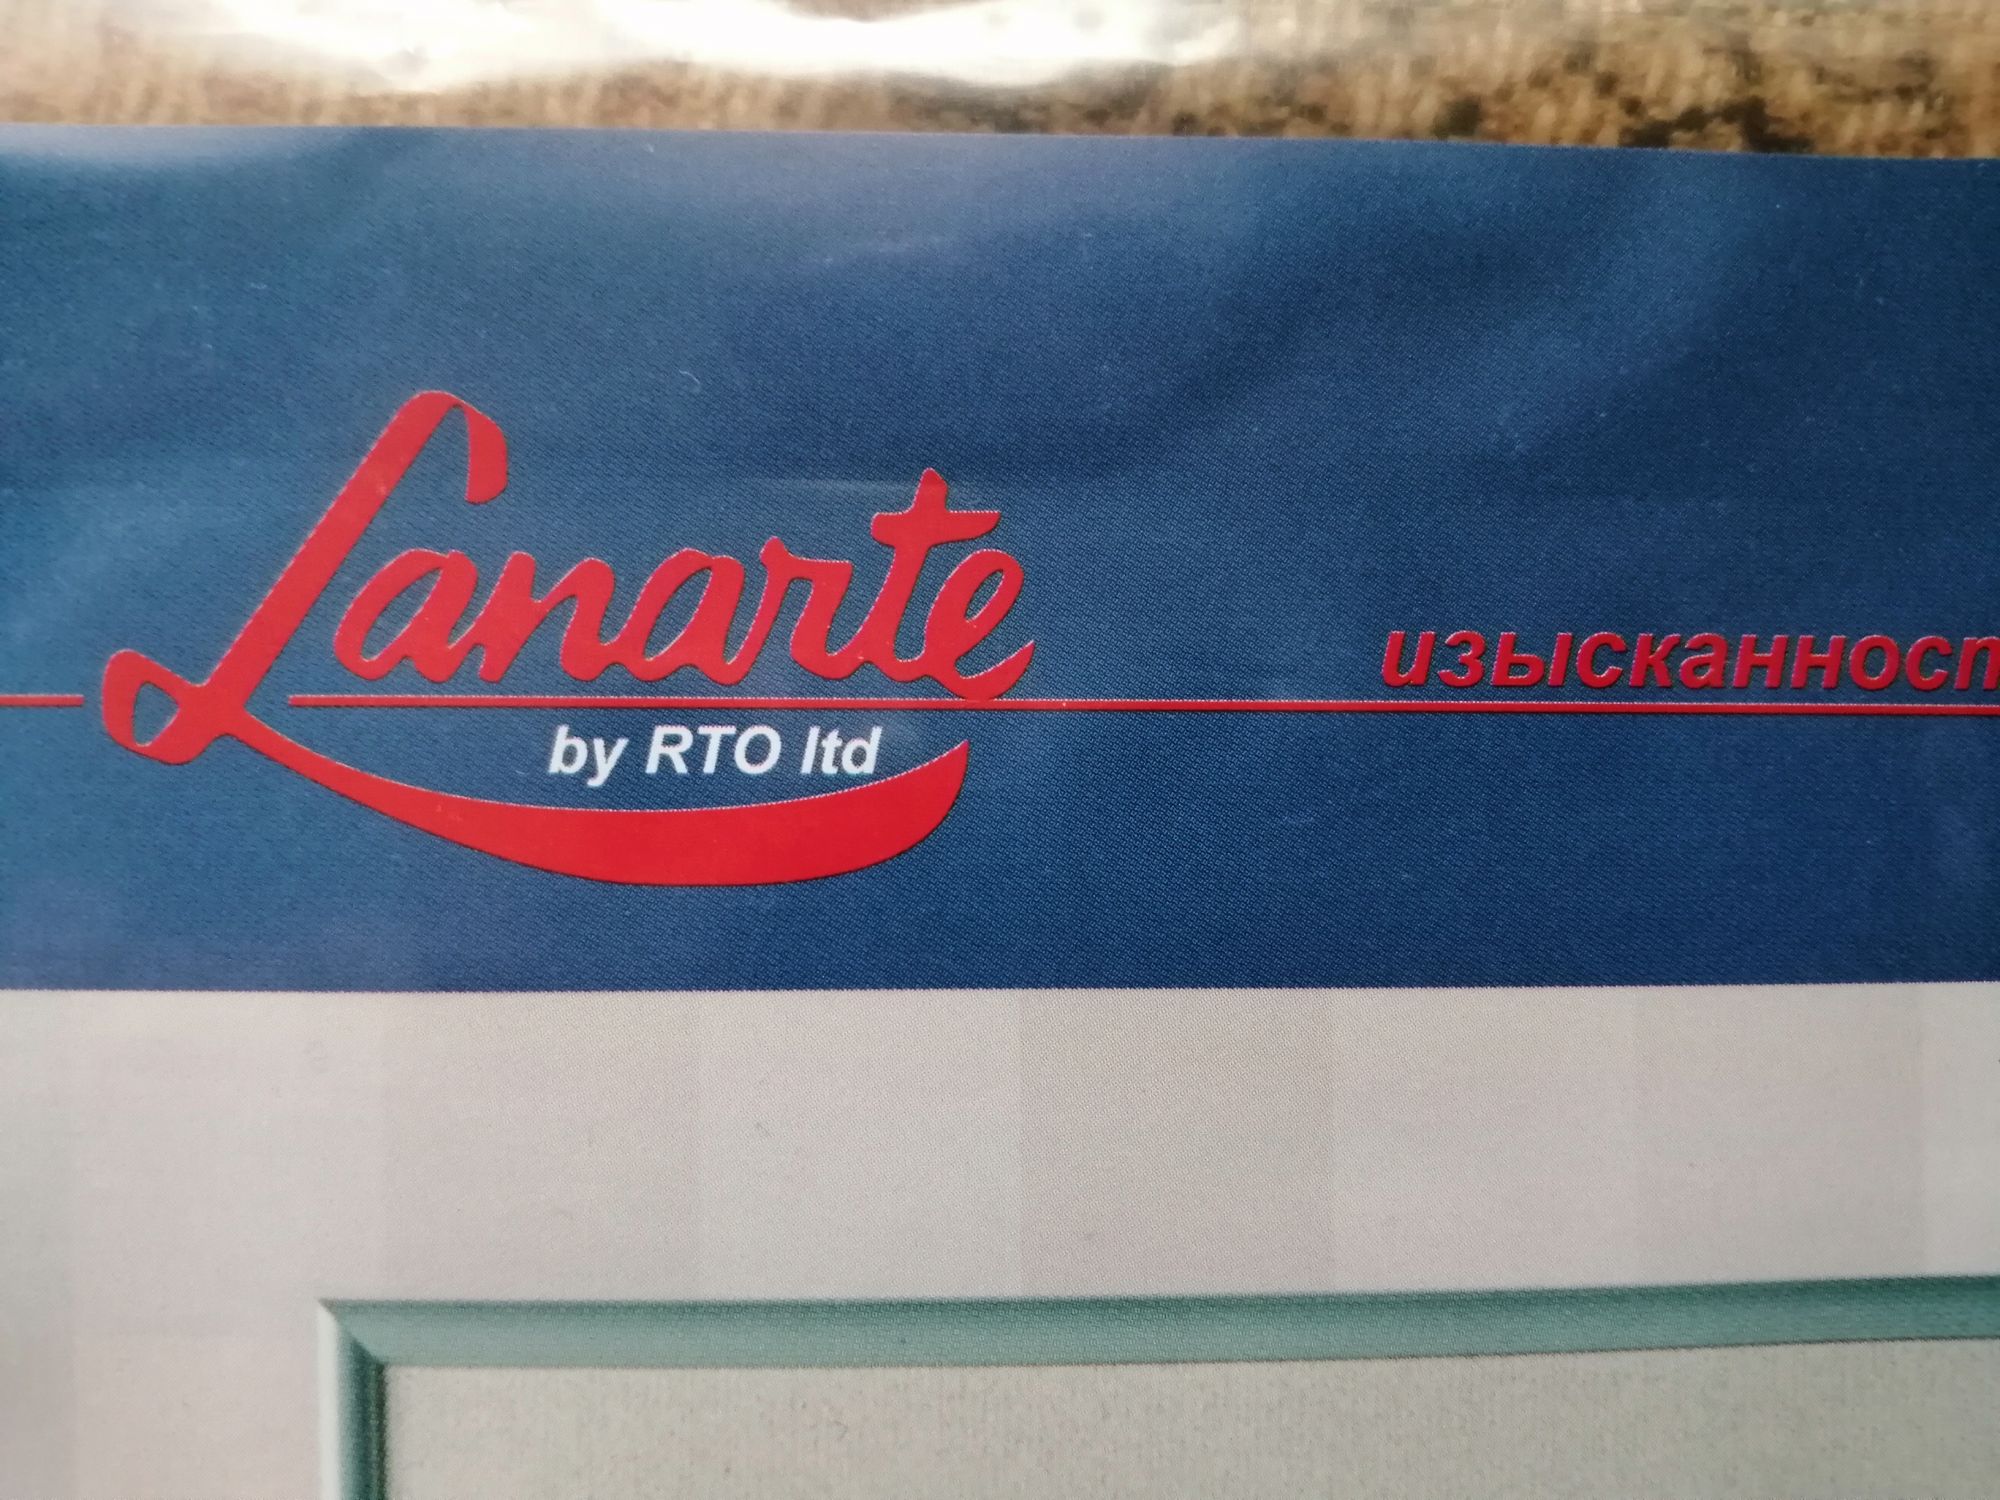 Lanarte
by RTO ltd
изысканност